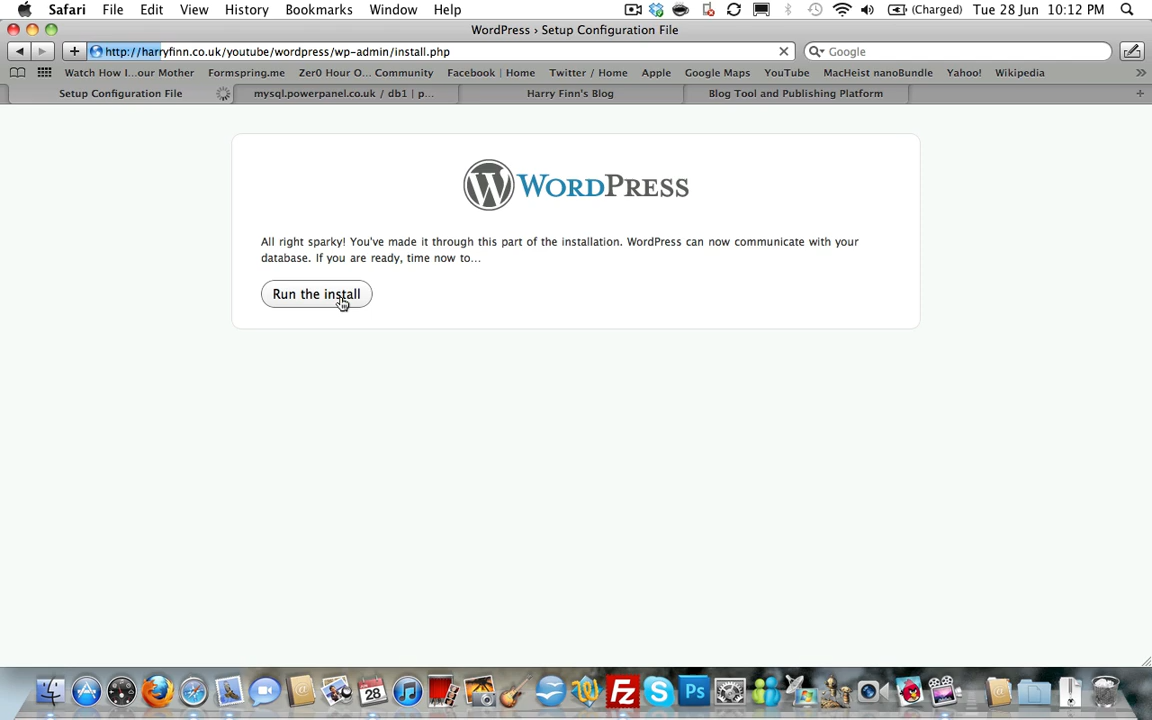 Safari File Edit View History Bookmarks Window Help (Charged) Tue 28 Jun 10:12 PM
WordPress › Setup Configuration File
http://harryfinn.co.uk/youtube/wordpress/wp-admin/install.php Google
Watch How I...our Mother Formspring.me Zer0 Hour O... Community Facebook | Home Twitter / Home Apple Google Maps YouTube MacHeist nanoBundle Yahoo! Wikipedia
Setup Configuration File mysql.powerpanel.co.uk / db1 | p... Harry Finn's Blog Blog Tool and Publishing Platform
WORDPRESS
All right sparky! You've made it through this part of the installation. WordPress can now communicate with your
database. If you are ready, time now to...
Run the install
28
Fz
Ps